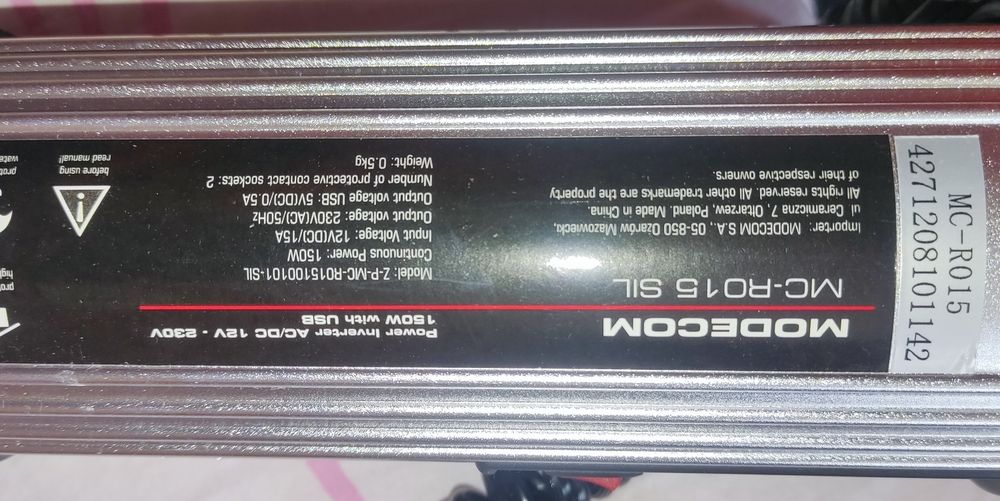 MODECOM
MC-R015 SIL
Importer: MODECOM S.A., 05-850 Ożarów Mazowiecki,
ul Ceramiczna 7, Ołtarzew, Poland. Made in China.
All rights reserved. All other trademarks are the property
of their respective owners.
Power Inverter AC/DC 12V - 230V
150W with USB
Model: Z-P-MC-R015100101-SIL
Continuous Power: 150W
Input Voltage: 12V(DC)/15A
Output voltage: 230V(AC)/50Hz
Output voltage: USB: 5V(DC)/0.5A
Number of protective contact sockets: 2
Weight: 0.5kg
before using
read manual!
MC-R015
4271208101142